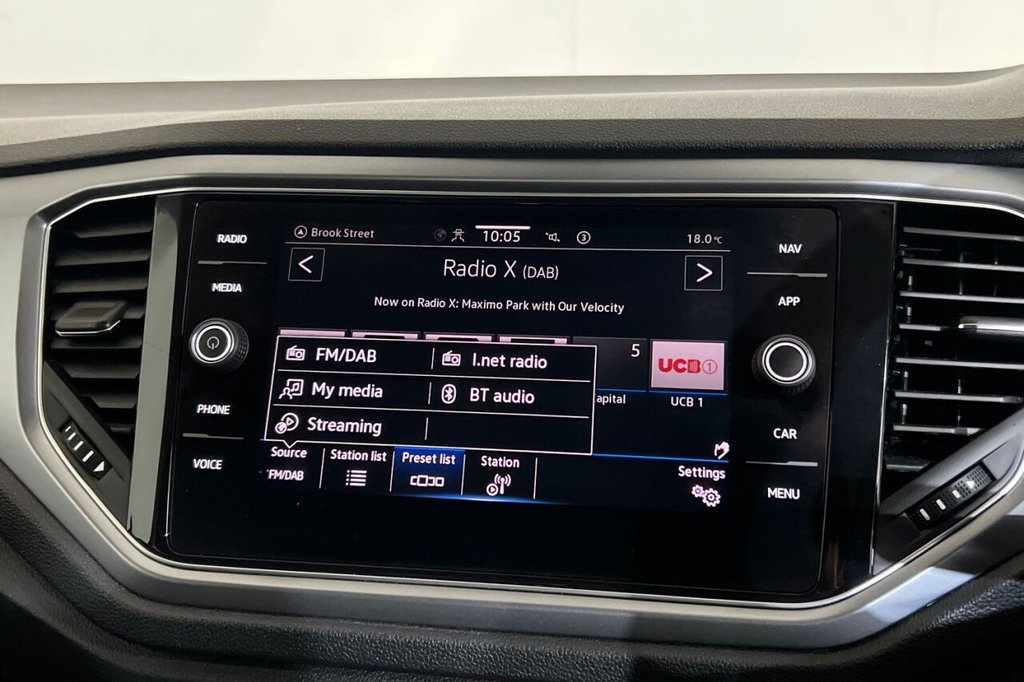 RADIO
MEDIA
PHONE
VOICE
Brook Street
10:05
3
18.0°C
Radio X (DAB)
Now on Radio X: Maximo Park with Our Velocity
FM/DAB
I.net radio
My media
BT audio
Streaming
5
UCB1
apital
UCB 1
Source
FM/DAB
Station list
Preset list
Station
Settings
NAV
APP
CAR
MENU